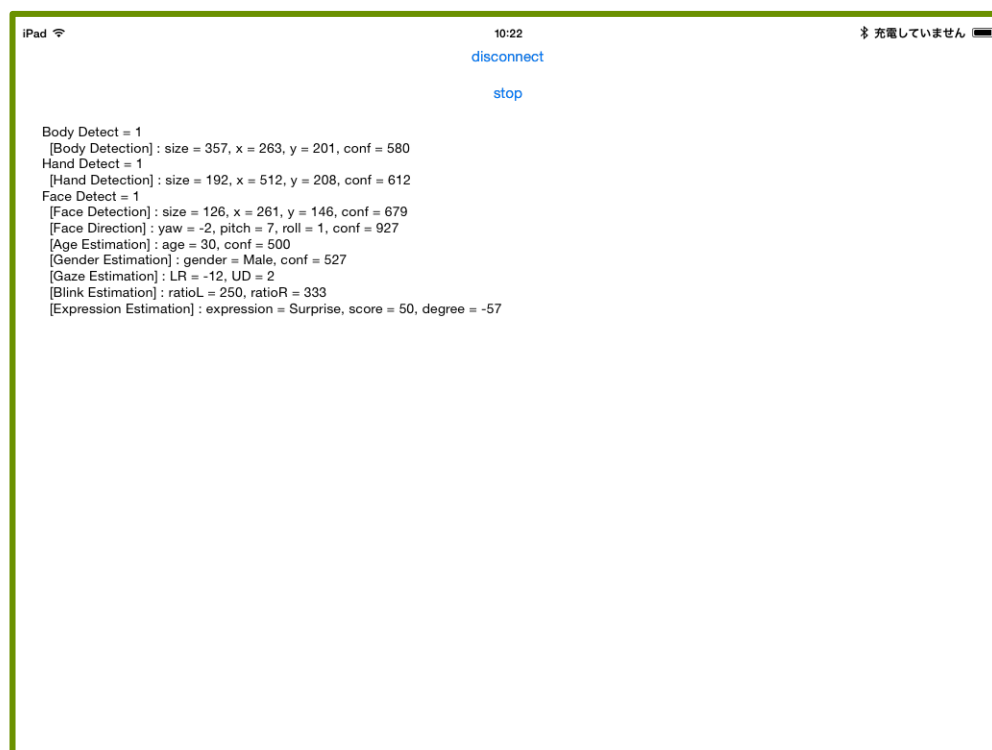 iPad 10:22 充電していません
disconnect
stop
Body Detect = 1
[Body Detection] : size = 357, x = 263, y = 201, conf = 580
Hand Detect = 1
[Hand Detection] : size = 192, x = 512, y = 208, conf = 612
Face Detect = 1
[Face Detection] : size = 126, x = 261, y = 146, conf = 679
[Face Direction] : yaw = -2, pitch = 7, roll = 1, conf = 927
[Age Estimation] : age = 30, conf = 500
[Gender Estimation] : gender = Male, conf = 527
[Gaze Estimation] : LR = -12, UD = 2
[Blink Estimation] : ratioL = 250, ratioR = 333
[Expression Estimation] : expression = Surprise, score = 50, degree = -57